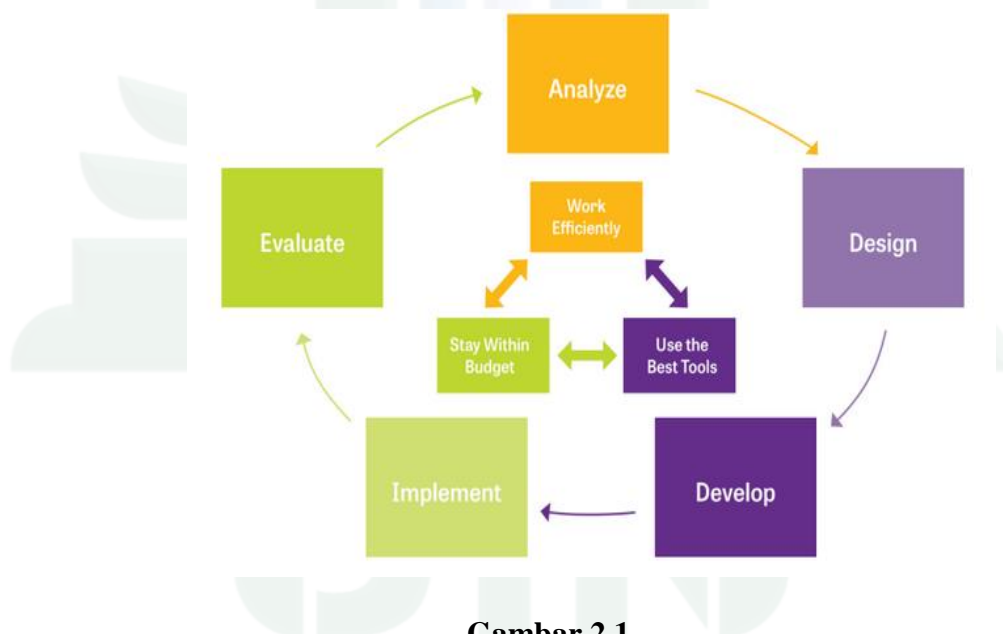 Analyze
Work
Efficiently
Evaluate
Design
Stay Within
Budget
Use the
Best Tools
Implement
Develop
Gambar 2.1